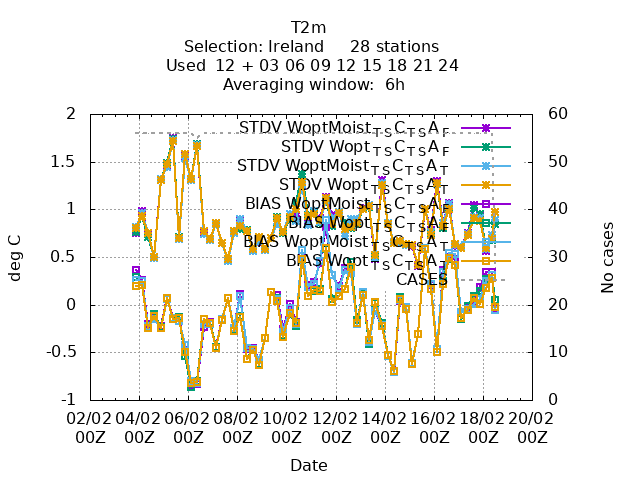 T2m
Selection: Ireland 28 stations
Used 12 + 03 06 09 12 15 18 21 24
Averaging window: 6h
2 60
STDV WoptMoist_TS C_TS A_F
STDV Wopt_TS C_TS A_F
1.5 50
STDV WoptMoist_TS C_TS A_T
STDV Wopt_TS C_TS A_T
BIAS WoptMoist_TS C_TS A_F
1 40
BIAS Wopt_TS C_TS A_F
BIAS WoptMoist_TS C_TS A_T
0.5 30
BIAS Wopt_TS C_TS A_T
CASES
0 20
-0.5 10
-1 0
deg C
No cases
02/02 04/02 06/02 08/02 10/02 12/02 14/02 16/02 18/02 20/02
00Z 00Z 00Z 00Z 00Z 00Z 00Z 00Z 00Z 00Z
Date